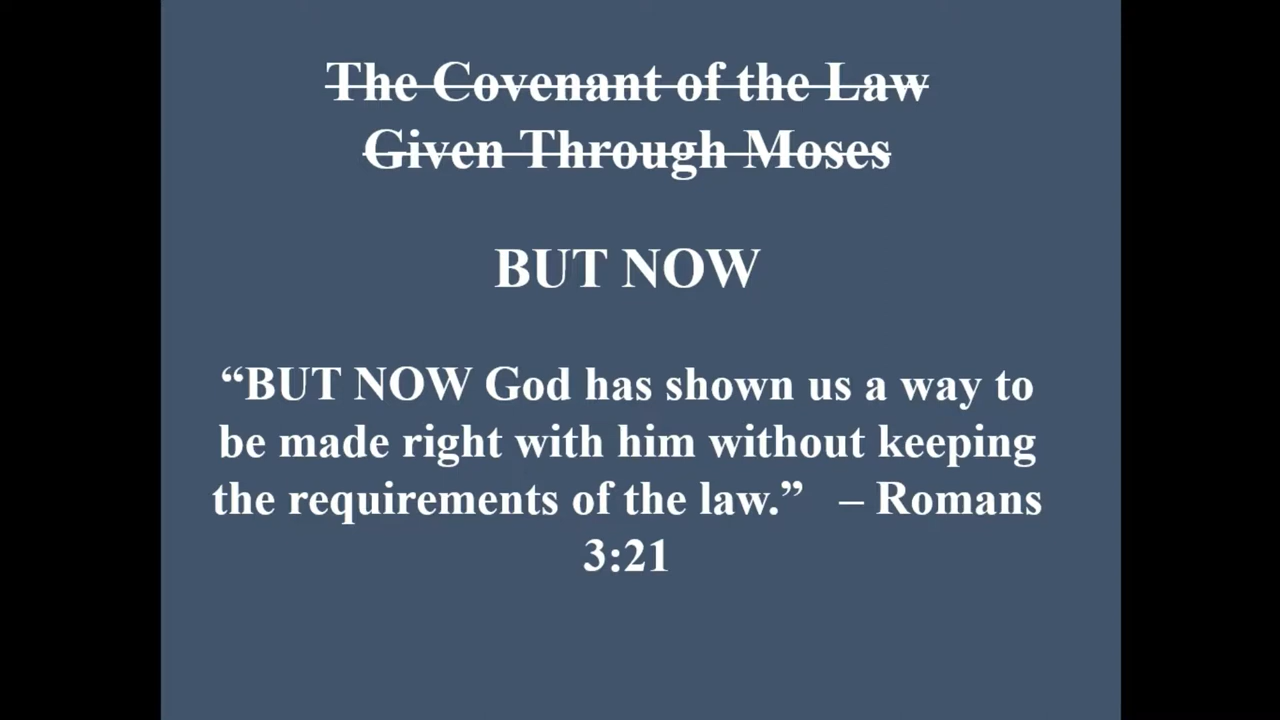 The Covenant of the Law
Given Through Moses
BUT NOW
“BUT NOW God has shown us a way to
be made right with him without keeping
the requirements of the law.” – Romans
3:21